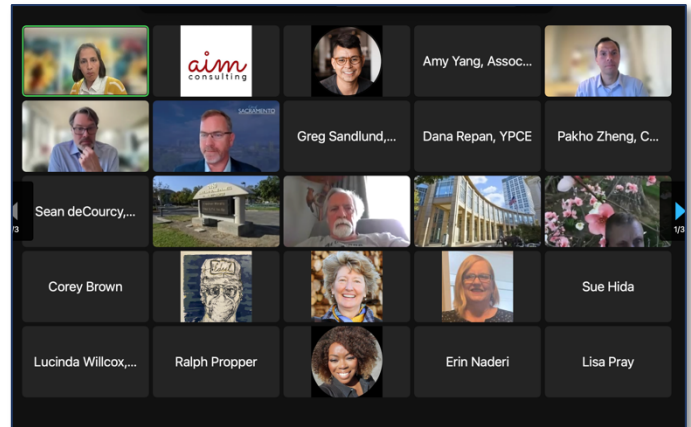 aim
consulting
Amy Yang, Assoc...
SACRAMENTO
Greg Sandlund,...
Dana Repan, YPCE
Pakho Zheng, C...
Sean deCourcy,...
/3
1/3
Corey Brown
Sue Hida
Lucinda Willcox,...
Ralph Propper
Erin Naderi
Lisa Pray